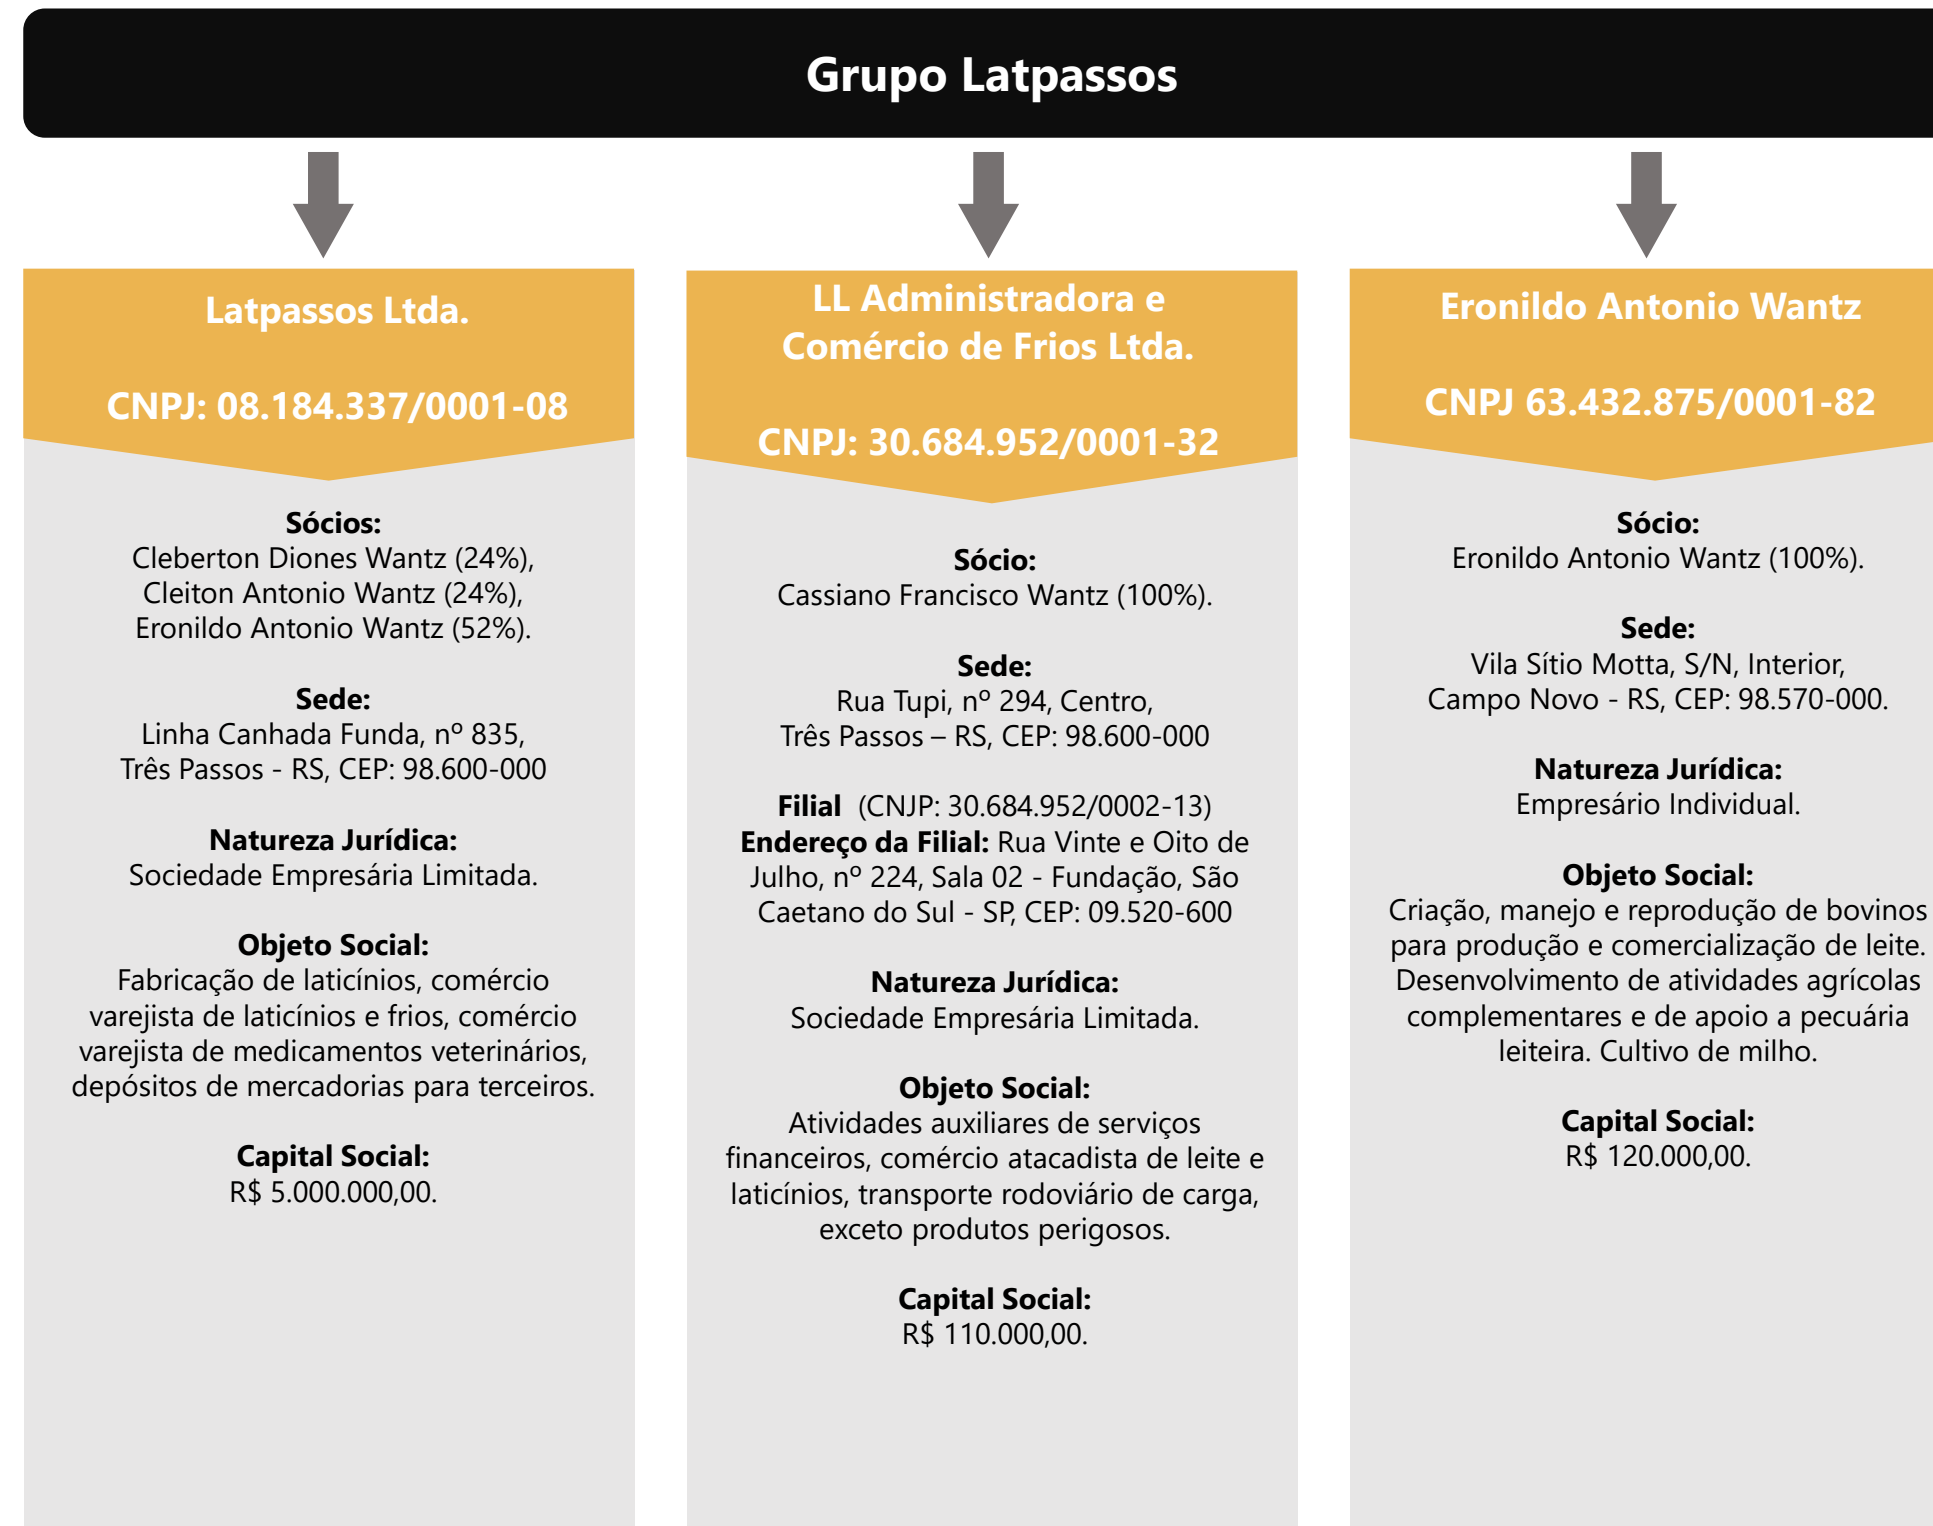 Grupo Latpassos
Latpassos Ltda.
CNPJ: 08.184.337/0001-08
Sócios:
Cleberton Diones Wantz (24%),
Cleiton Antonio Wantz (24%),
Eronildo Antonio Wantz (52%).
Sede:
Linha Canhada Funda, nº 835,
Três Passos - RS, CEP: 98.600-000
Natureza Jurídica:
Sociedade Empresária Limitada.
Objeto Social:
Fabricação de laticínios, comércio
varejista de laticínios e frios, comércio
varejista de medicamentos veterinários,
depósitos de mercadorias para terceiros.
Capital Social:
R$ 5.000.000,00.
LL Administradora e
Comércio de Frios Ltda.
CNPJ: 30.684.952/0001-32
Sócio:
Cassiano Francisco Wantz (100%).
Sede:
Rua Tupi, nº 294, Centro,
Três Passos – RS, CEP: 98.600-000
Filial (CNJP: 30.684.952/0002-13)
Endereço da Filial: Rua Vinte e Oito de
Julho, nº 224, Sala 02 - Fundação, São
Caetano do Sul - SP, CEP: 09.520-600
Natureza Jurídica:
Sociedade Empresária Limitada.
Objeto Social:
Atividades auxiliares de serviços
financeiros, comércio atacadista de leite e
laticínios, transporte rodoviário de carga,
exceto produtos perigosos.
Capital Social:
R$ 110.000,00.
Eronildo Antonio Wantz
CNPJ 63.432.875/0001-82
Sócio:
Eronildo Antonio Wantz (100%).
Sede:
Vila Sítio Motta, S/N, Interior,
Campo Novo - RS, CEP: 98.570-000.
Natureza Jurídica:
Empresário Individual.
Objeto Social:
Criação, manejo e reprodução de bovinos
para produção e comercialização de leite.
Desenvolvimento de atividades agrícolas
complementares e de apoio a pecuária
leiteira. Cultivo de milho.
Capital Social:
R$ 120.000,00.